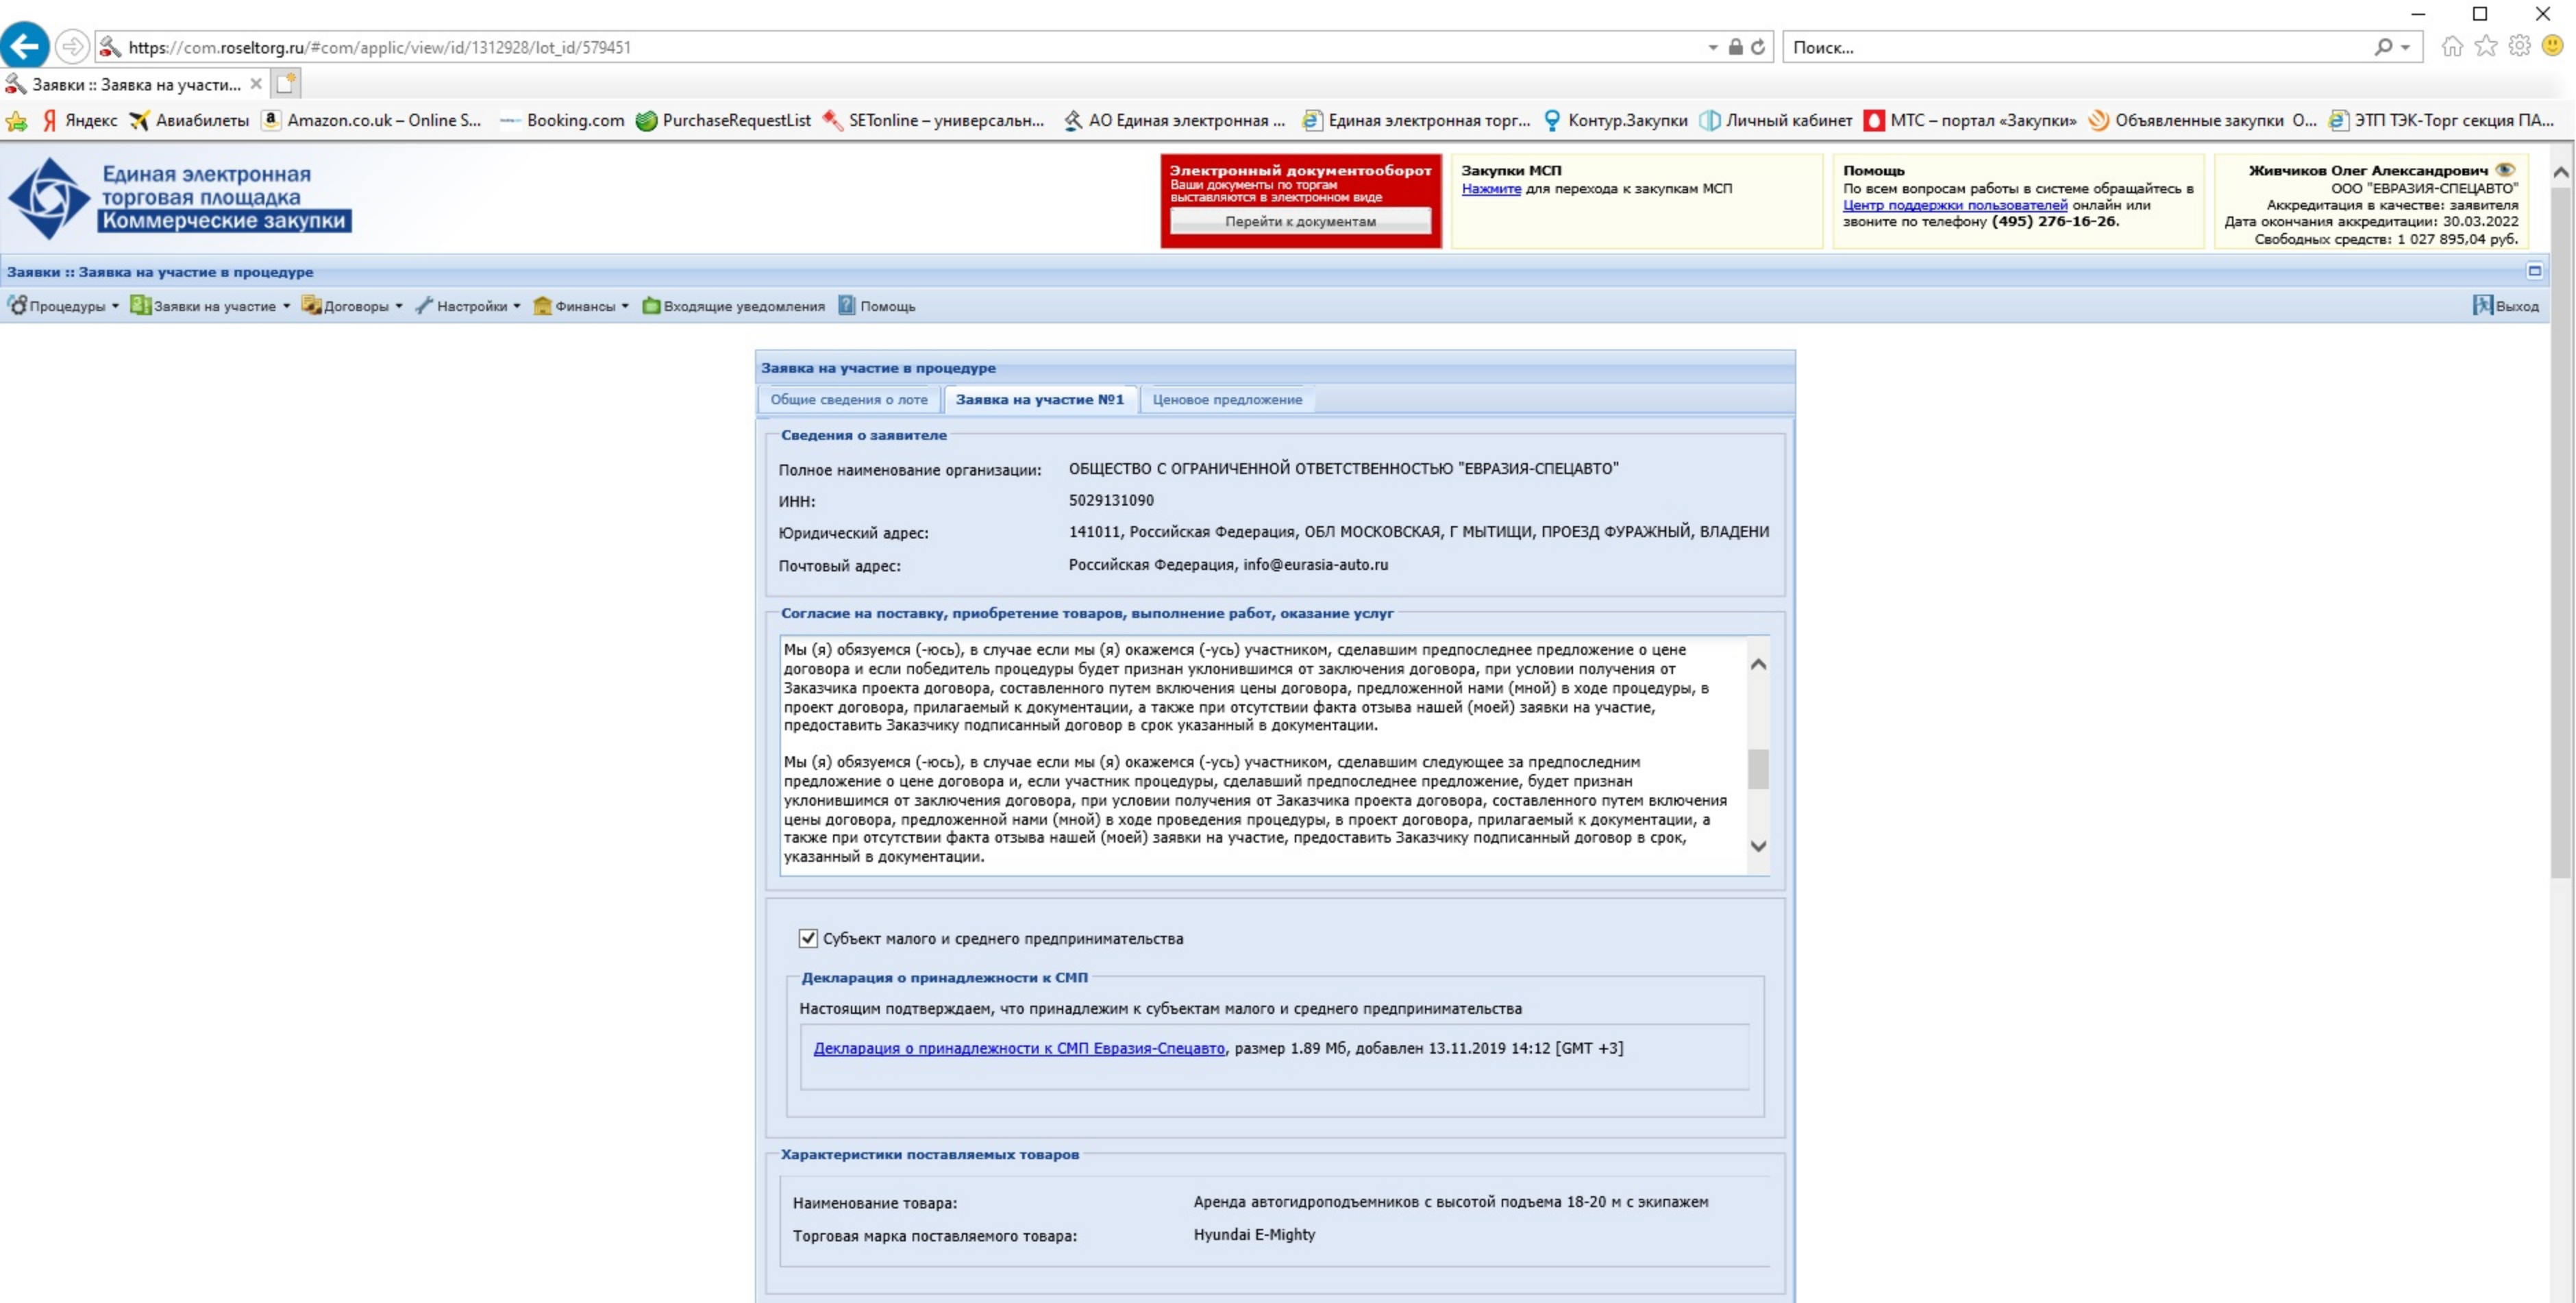 https://com.roseltorg.ru/#com/applic/view/id/1312928/lot_id/579451
Поиск...
Заявки :: Заявка на участи...
Яндекс Авиабилеты Amazon.co.uk – Online S... Booking.com PurchaseRequestList SETonline – универсальн... АО Единая электронная ... Единая электронная торг... Контур.Закупки Личный кабинет МТС – портал «Закупки» Объявленные закупки О... ЭТП ТЭК-Торг секция ПА...
Единая электронная
торговая площадка
Коммерческие закупки
Электронный документооборот
Ваши документы по торгам
выставляются в электронном виде
Перейти к документам
Закупки МСП
Нажмите для перехода к закупкам МСП
Помощь
По всем вопросам работы в системе обращайтесь в
Центр поддержки пользователей онлайн или
звоните по телефону (495) 276-16-26.
Живчиков Олег Александрович
ООО "ЕВРАЗИЯ-СПЕЦАВТО"
Аккредитация в качестве: заявителя
Дата окончания аккредитации: 30.03.2022
Свободных средств: 1 027 895,04 руб.
Заявки :: Заявка на участие в процедуре
Процедуры Заявки на участие Договоры Настройки Финансы Входящие уведомления Помощь Выход
Заявка на участие в процедуре
Общие сведения о лоте Заявка на участие №1 Ценовое предложение
Сведения о заявителе
Полное наименование организации: ОБЩЕСТВО С ОГРАНИЧЕННОЙ ОТВЕТСТВЕННОСТЬЮ "ЕВРАЗИЯ-СПЕЦАВТО"
ИНН: 5029131090
Юридический адрес: 141011, Российская Федерация, ОБЛ МОСКОВСКАЯ, Г МЫТИЩИ, ПРОЕЗД ФУРАЖНЫЙ, ВЛАДЕНИ
Почтовый адрес: Российская Федерация, info@eurasia-auto.ru
Согласие на поставку, приобретение товаров, выполнение работ, оказание услуг
Мы (я) обязуемся (-юсь), в случае если мы (я) окажемся (-усь) участником, сделавшим предпоследнее предложение о цене
договора и если победитель процедуры будет признан уклонившимся от заключения договора, при условии получения от
Заказчика проекта договора, составленного путем включения цены договора, предложенной нами (мной) в ходе процедуры, в
проект договора, прилагаемый к документации, а также при отсутствии факта отзыва нашей (моей) заявки на участие,
предоставить Заказчику подписанный договор в срок указанный в документации.
Мы (я) обязуемся (-юсь), в случае если мы (я) окажемся (-усь) участником, сделавшим следующее за предпоследним
предложение о цене договора и, если участник процедуры, сделавший предпоследнее предложение, будет признан
уклонившимся от заключения договора, при условии получения от Заказчика проекта договора, составленного путем включения
цены договора, предложенной нами (мной) в ходе проведения процедуры, в проект договора, прилагаемый к документации, а
также при отсутствии факта отзыва нашей (моей) заявки на участие, предоставить Заказчику подписанный договор в срок,
указанный в документации.
Субъект малого и среднего предпринимательства
Декларация о принадлежности к СМП
Настоящим подтверждаем, что принадлежим к субъектам малого и среднего предпринимательства
Декларация о принадлежности к СМП Евразия-Спецавто, размер 1.89 Мб, добавлен 13.11.2019 14:12 [GMT +3]
Характеристики поставляемых товаров
Наименование товара: Аренда автогидроподъемников с высотой подъема 18-20 м с экипажем
Торговая марка поставляемого товара: Hyundai E-Mighty